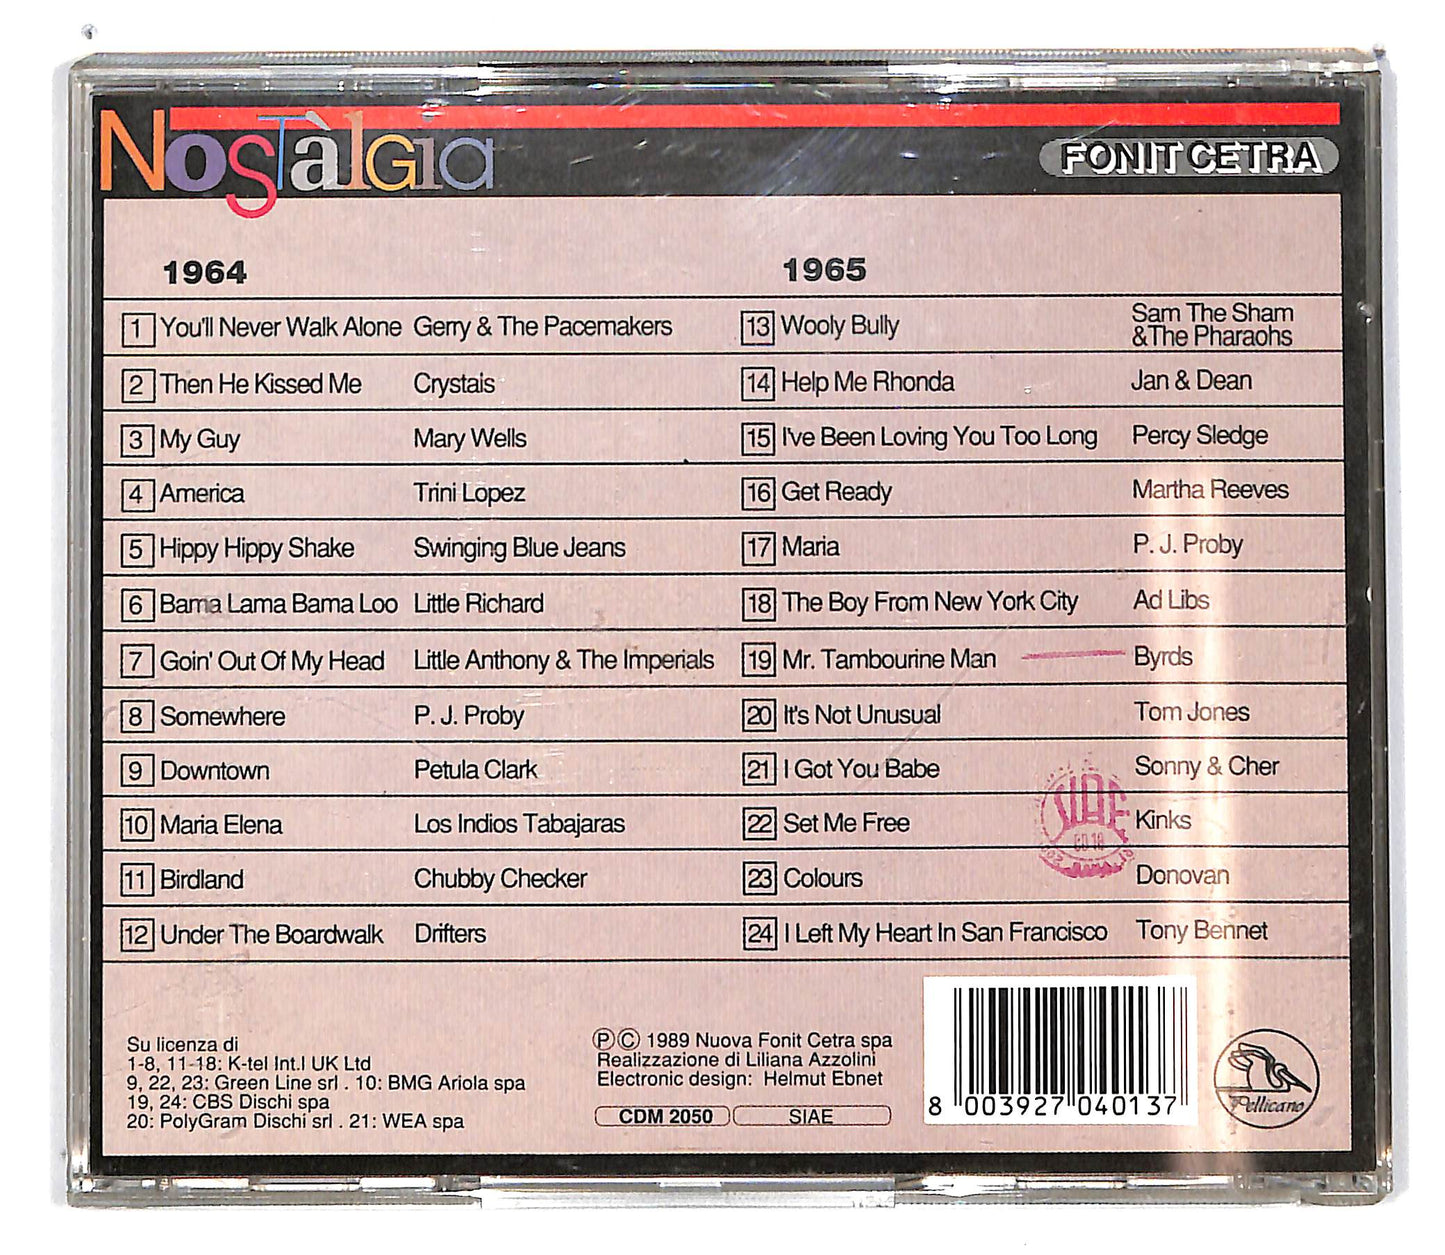 Nostàlgia
FONIT CETRA
1964
1 You'll Never Walk Alone Gerry & The Pacemakers
2 Then He Kissed Me Crystals
3 My Guy Mary Wells
4 America Trini Lopez
5 Hippy Hippy Shake Swinging Blue Jeans
6 Bama Lama Bama Loo Little Richard
7 Goin' Out Of My Head Little Anthony & The Imperials
8 Somewhere P. J. Proby
9 Downtown Petula Clark
10 Maria Elena Los Indios Tabajaras
11 Birdland Chubby Checker
12 Under The Boardwalk Drifters
1965
13 Wooly Bully Sam The Sham
&The Pharaohs
14 Help Me Rhonda Jan & Dean
15 I've Been Loving You Too Long Percy Sledge
16 Get Ready Martha Reeves
17 Maria P. J. Proby
18 The Boy From New York City Ad Libs
19 Mr. Tambourine Man Byrds
20 It's Not Unusual Tom Jones
21 I Got You Babe Sonny & Cher
22 Set Me Free Kinks
23 Colours Donovan
24 I Left My Heart In San Francisco Tony Bennet
SIAE
Su licenza di
1-8, 11-18: K-tel Int.l UK Ltd
9, 22, 23: Green Line srl . 10: BMG Ariola spa
19, 24: CBS Dischi spa
20: PolyGram Dischi srl . 21: WEA spa
Ⓟ© 1989 Nuova Fonit Cetra spa
Realizzazione di Liliana Azzolini
Electronic design: Helmut Ebnet
CDM 2050 SIAE
8 003927 040137
Pellicano